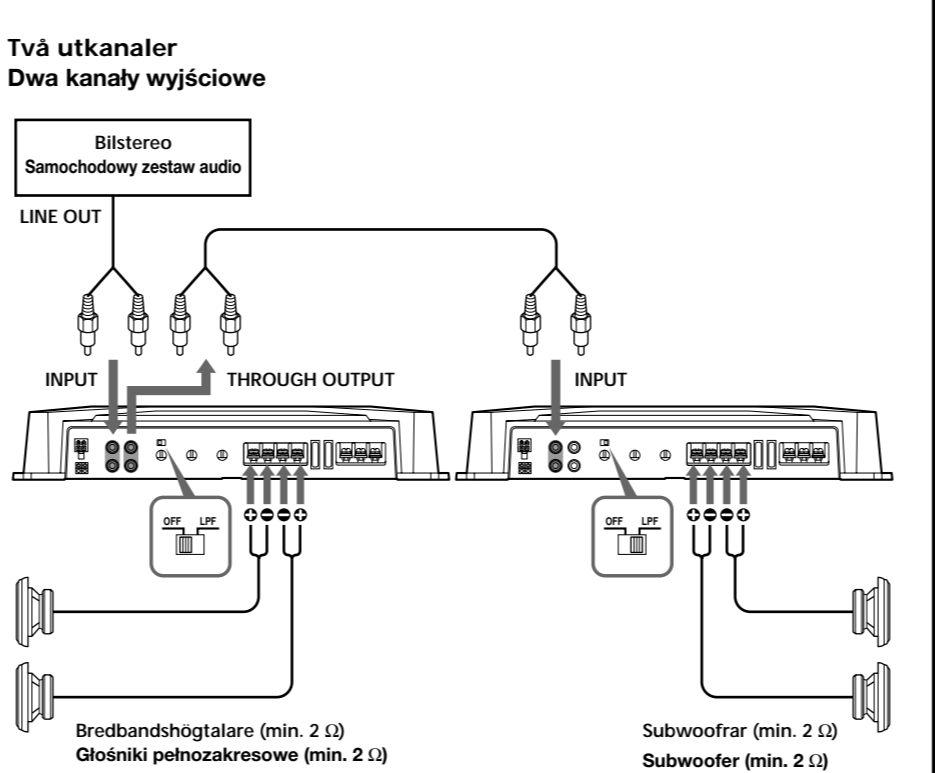 Två utkanaler
Dwa kanały wyjściowe
Bilstereo
Samochodowy zestaw audio
LINE OUT
INPUT
THROUGH OUTPUT
INPUT
OFF LPF
OFF LPF
Bredbandshögtalare (min. 2 Ω)
Głośniki pełnozakresowe (min. 2 Ω)
Subwoofrar (min. 2 Ω)
Subwoofer (min. 2 Ω)